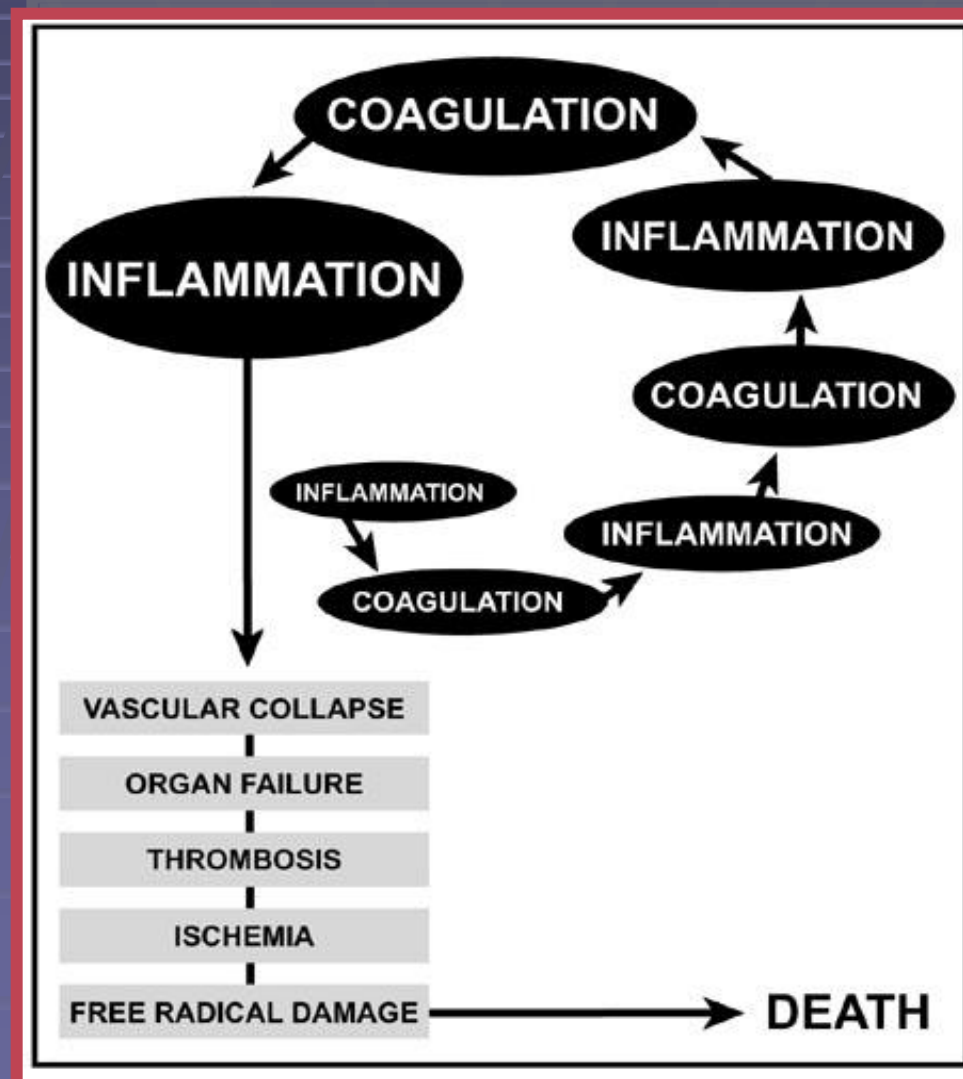 COAGULATION
INFLAMMATION
INFLAMMATION
COAGULATION
INFLAMMATION
INFLAMMATION
COAGULATION
VASCULAR COLLAPSE
ORGAN FAILURE
THROMBOSIS
ISCHEMIA
FREE RADICAL DAMAGE
DEATH